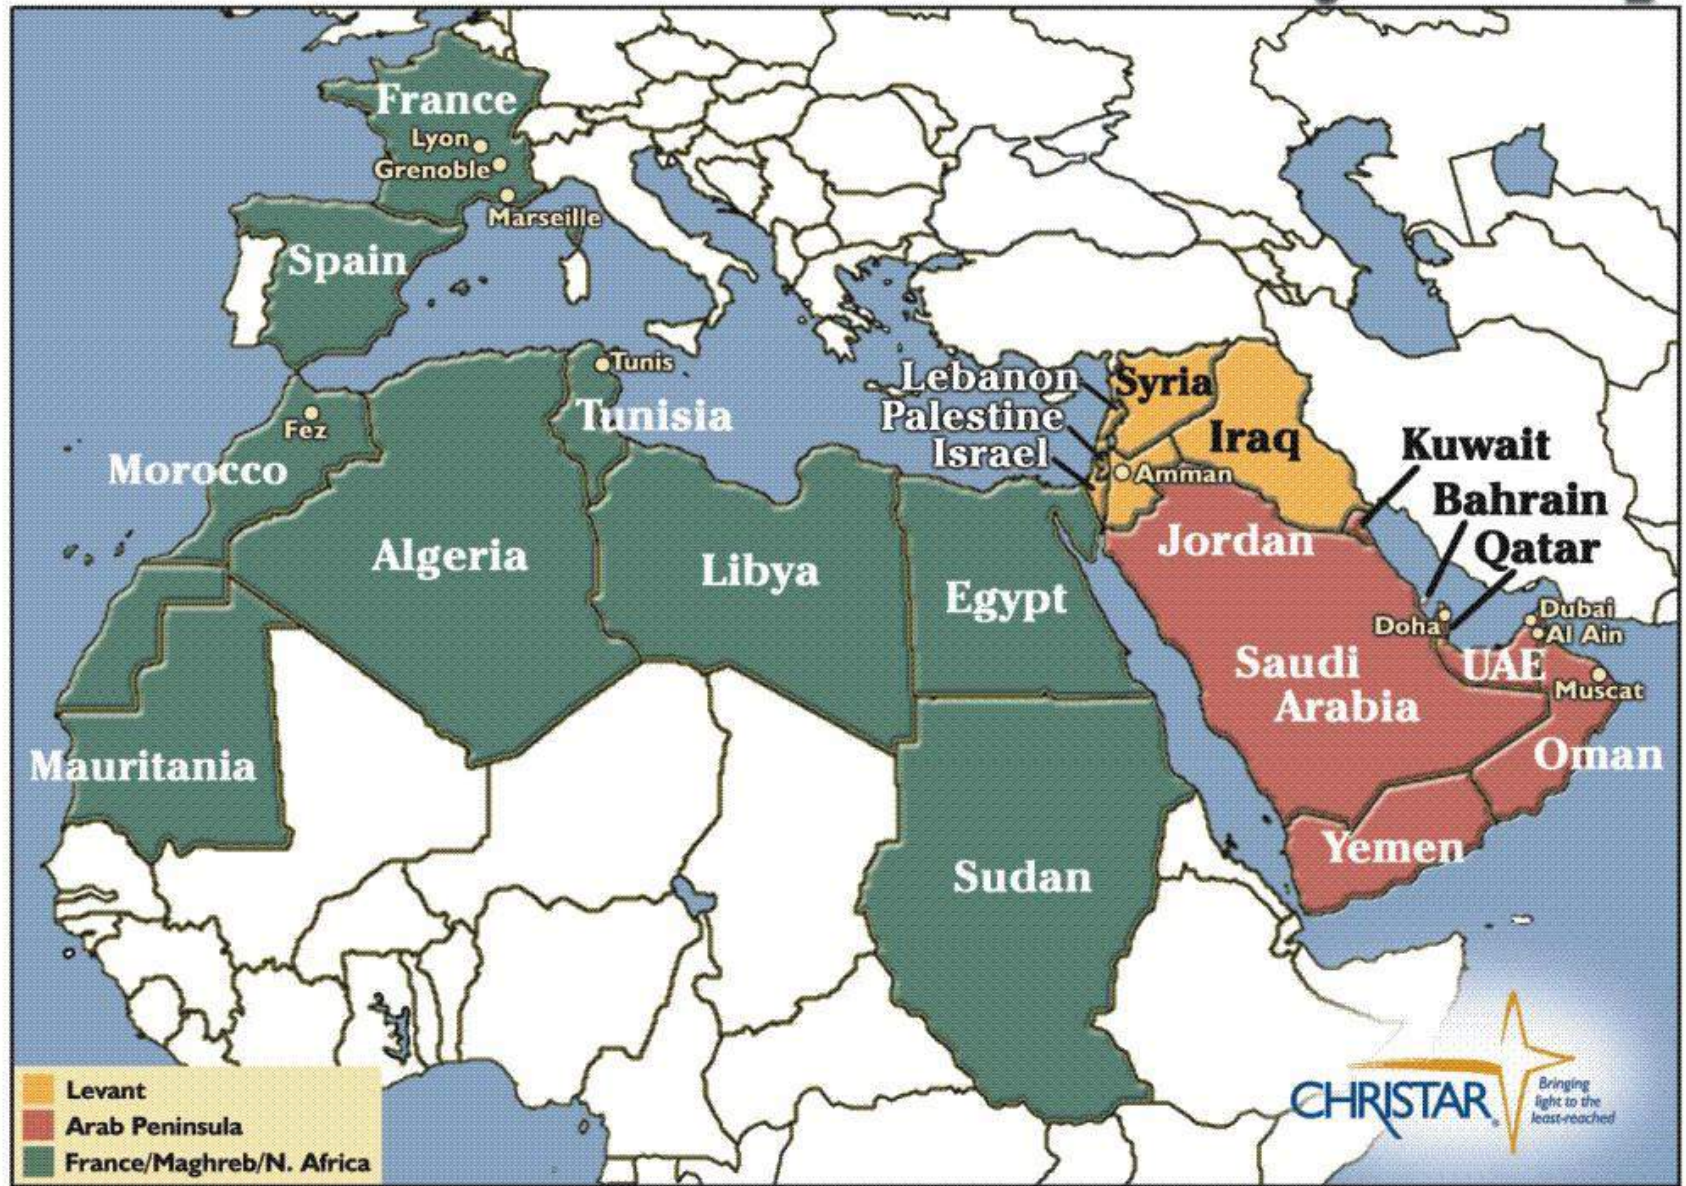 France
Lyon
Grenoble
Marseille
Spain
Tunis
Tunisia
Fez
Morocco
Lebanon
Palestine
Israel
Syria
Iraq
Amman
Kuwait
Bahrain
Qatar
Jordan
Algeria
Libya
Egypt
Doha
Dubai
Al Ain
UAE
Muscat
Saudi
Arabia
Oman
Mauritania
Yemen
Sudan
Levant
Arab Peninsula
France/Maghreb/N. Africa
CHRISTAR
Bringing
light to the
least-reached